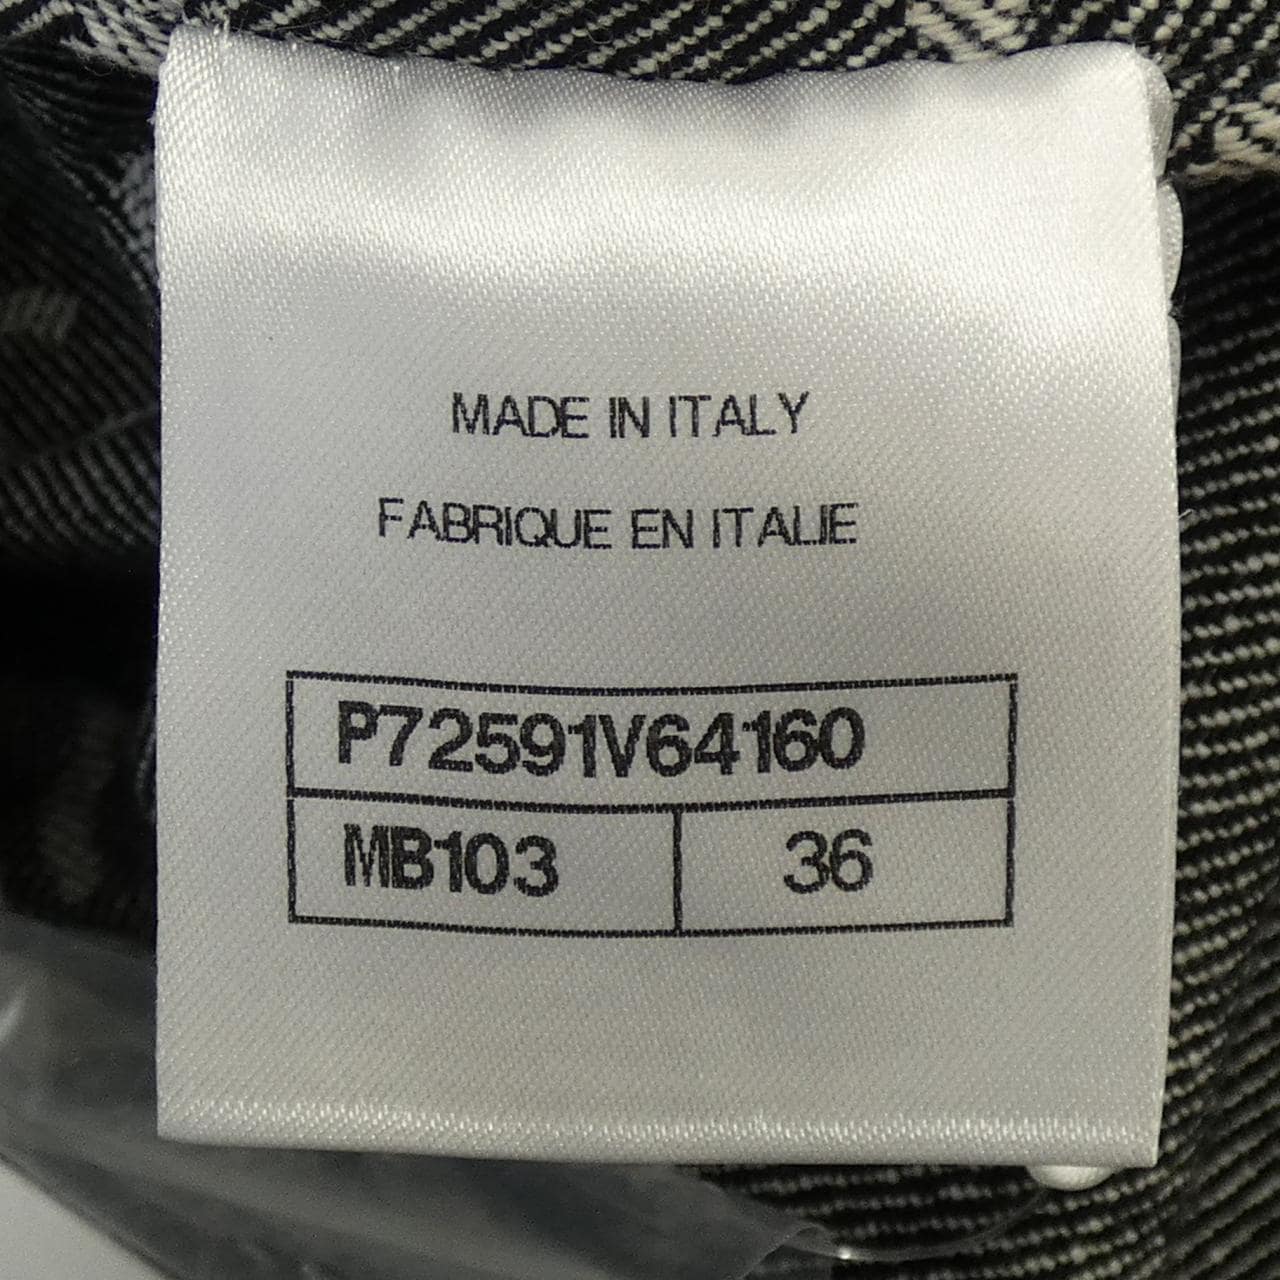 MADE IN ITALY
FABRIQUE EN ITALIE
P72591V64160
MB103 36